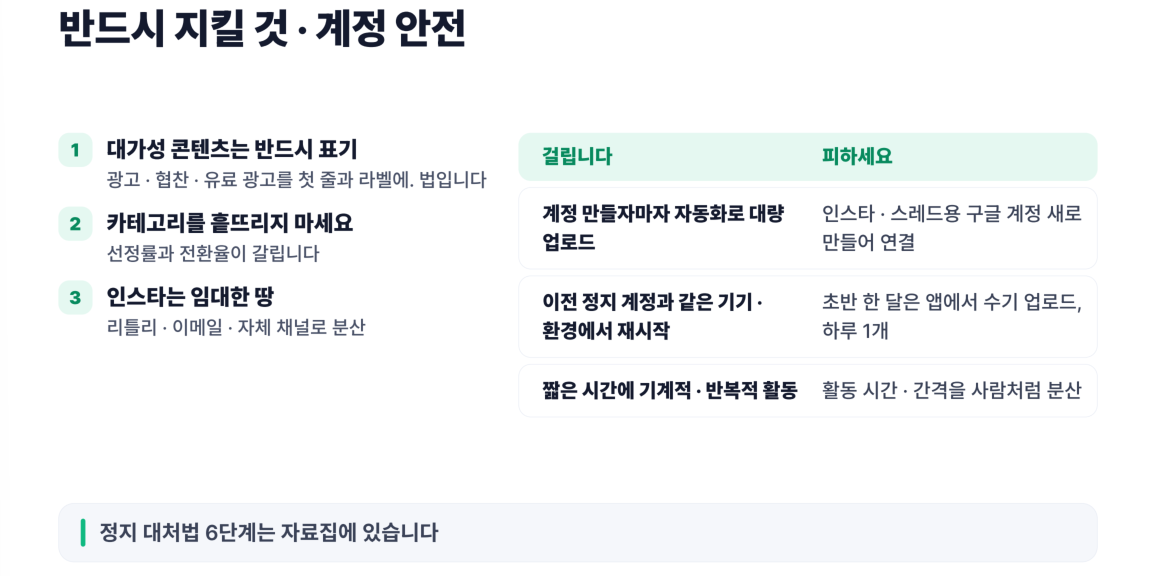 반드시 지킬 것 · 계정 안전
1
대가성 콘텐츠는 반드시 표기
광고 · 협찬 · 유료 광고를 첫 줄과 라벨에. 법입니다
2
카테고리를 흩뜨리지 마세요
선정률과 전환율이 갈립니다
3
인스타는 임대한 땅
리틀리 · 이메일 · 자체 채널로 분산
걸립니다
피하세요
계정 만들자마자 자동화로 대량
업로드
인스타 · 스레드용 구글 계정 새로
만들어 연결
이전 정지 계정과 같은 기기 ·
환경에서 재시작
초반 한 달은 앱에서 수기 업로드,
하루 1개
짧은 시간에 기계적 · 반복적 활동
활동 시간 · 간격을 사람처럼 분산
정지 대처법 6단계는 자료집에 있습니다